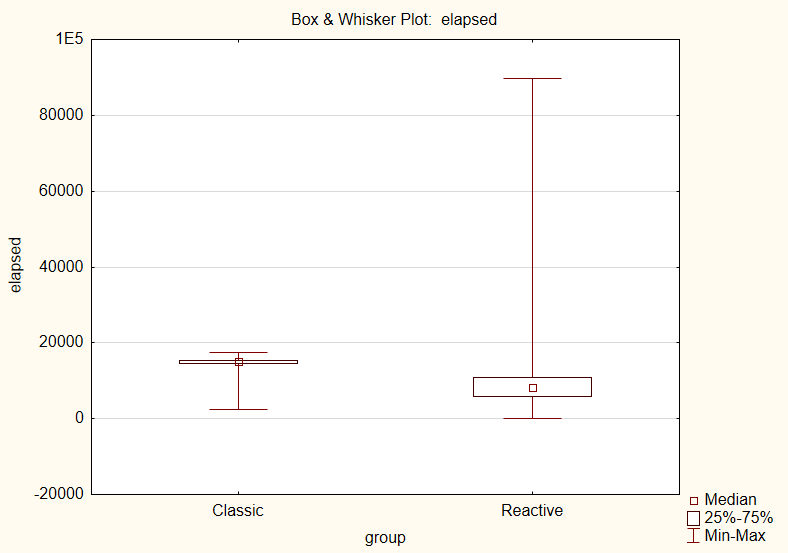 Box & Whisker Plot: elapsed
1E5
80000
60000
40000
20000
0
-20000
elapsed
Classic
Reactive
group
Median
25%-75%
Min-Max